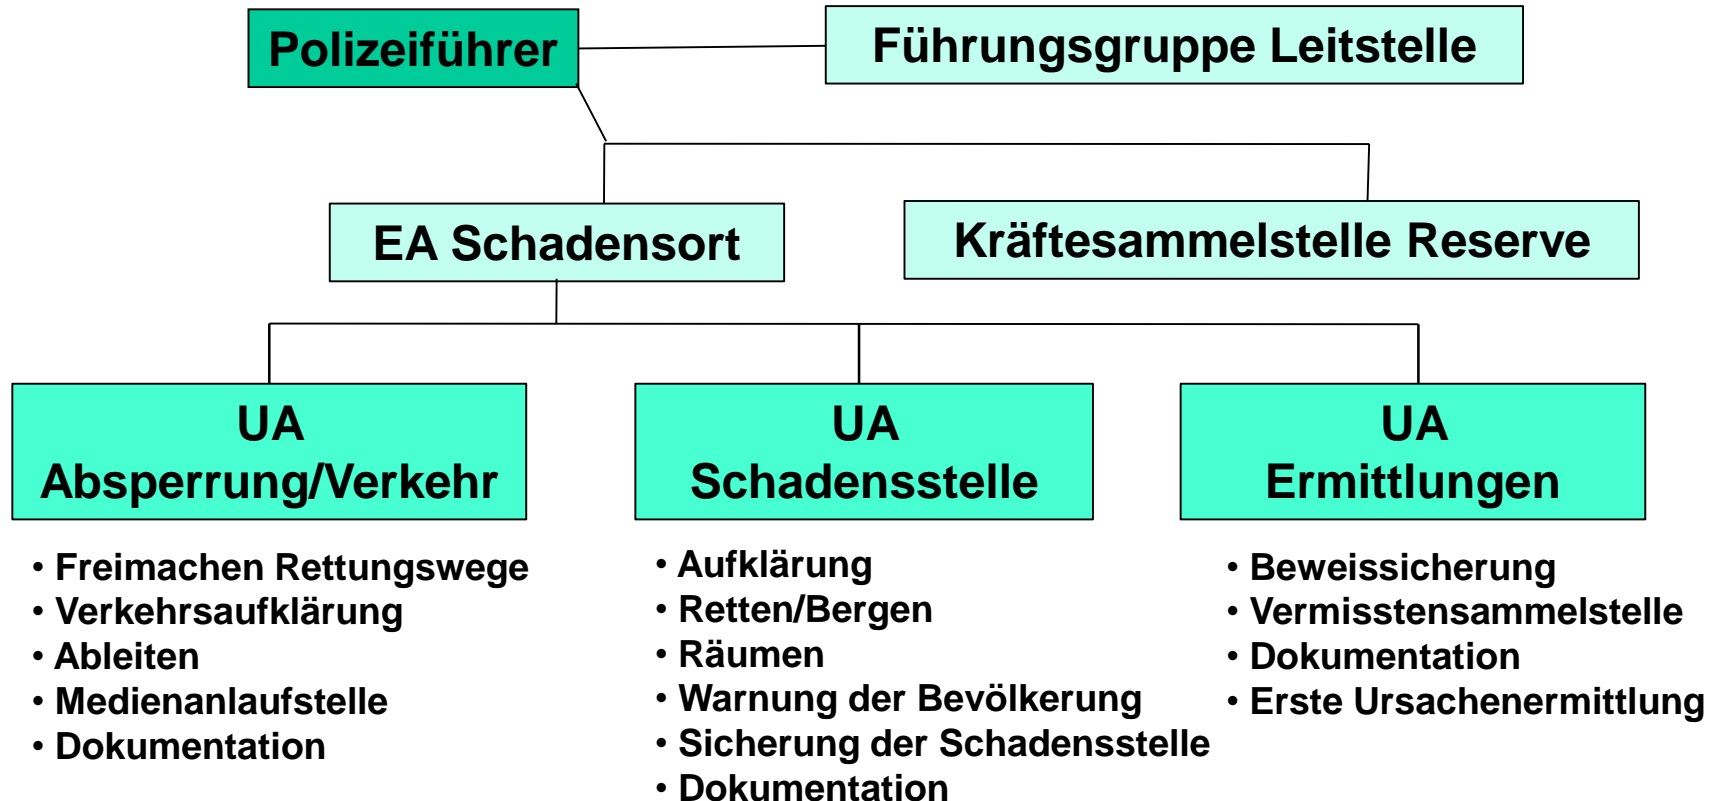 Polizeiführer
Führungsgruppe Leitstelle
EA Schadensort
Kräftesammelstelle Reserve
UA
Absperrung/Verkehr
• Freimachen Rettungswege
• Verkehrsaufklärung
• Ableiten
• Medienanlaufstelle
• Dokumentation
UA
Schadensstelle
• Aufklärung
• Retten/Bergen
• Räumen
• Warnung der Bevölkerung
• Sicherung der Schadensstelle
• Dokumentation
UA
Ermittlungen
• Beweissicherung
• Vermisstensammelstelle
• Dokumentation
• Erste Ursachenermittlung